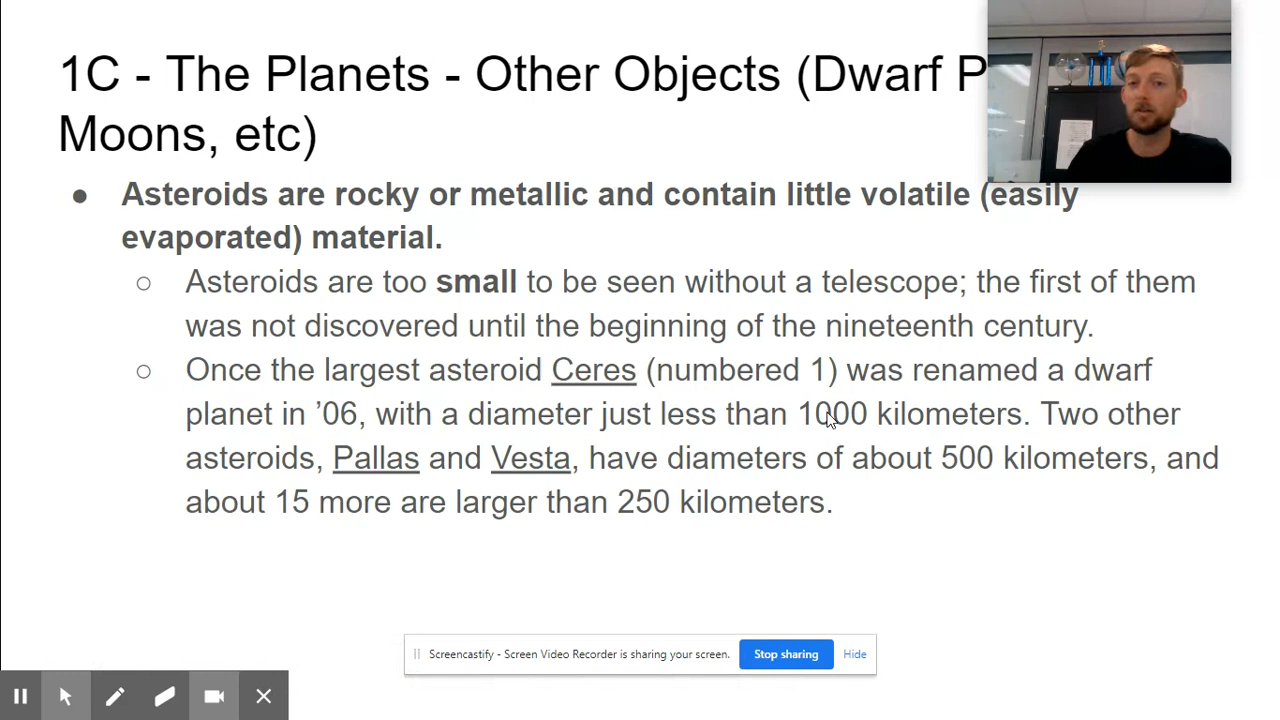 1C - The Planets - Other Objects (Dwarf P
Moons, etc)
● Asteroids are rocky or metallic and contain little volatile (easily
evaporated) material.
○ Asteroids are too small to be seen without a telescope; the first of them
was not discovered until the beginning of the nineteenth century.
○ Once the largest asteroid Ceres (numbered 1) was renamed a dwarf
planet in ’06, with a diameter just less than 1000 kilometers. Two other
asteroids, Pallas and Vesta, have diameters of about 500 kilometers, and
about 15 more are larger than 250 kilometers.
Screencastify - Screen Video Recorder is sharing your screen. Stop sharing Hide